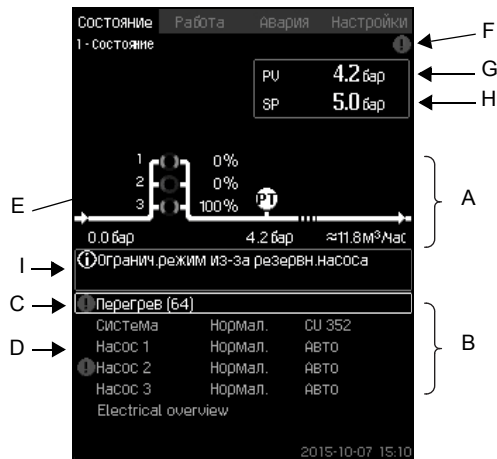 Состояние Работа Авария Настройки
1 - Состояние
F
PV 4.2 бар
G
SP 5.0 бар
H
1 0%
2 0%
3 100%
PT
E
A
0.0 бар 4.2 бар ≈11.8м³/час
I
Огранич.режим из-за резервн.насоса
C
Перегрев (64)
Система Нормал. CU 352
D
Насос 1 Нормал. Авто
B
Насос 2 Нормал. Авто
Насос 3 Нормал. Авто
Electrical overview
2015-10-07 15:10